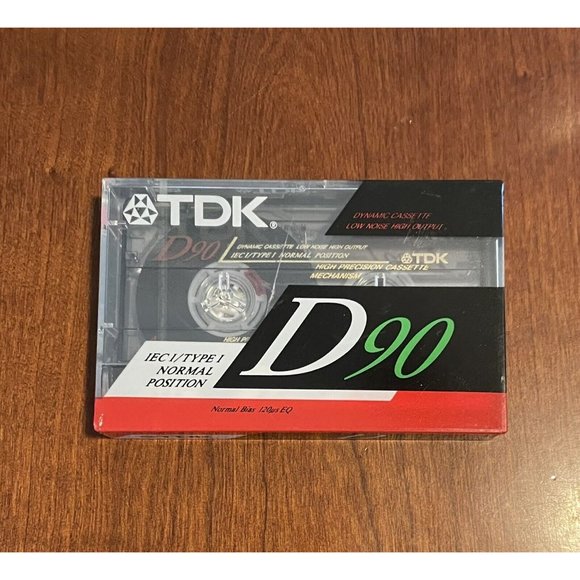 TDK®
DYNAMIC CASSETTE
LOW NOISE HIGH OUTPUT
D90
DYNAMIC CASSETTE LOW NOISE HIGH OUTPUT
IEC I/TYPE I NORMAL POSITION
TDK
HIGH PRECISION CASSETTE
MECHANISM
IEC I/TYPE I
NORMAL
POSITION
D90
Normal Bias 120µs EQ